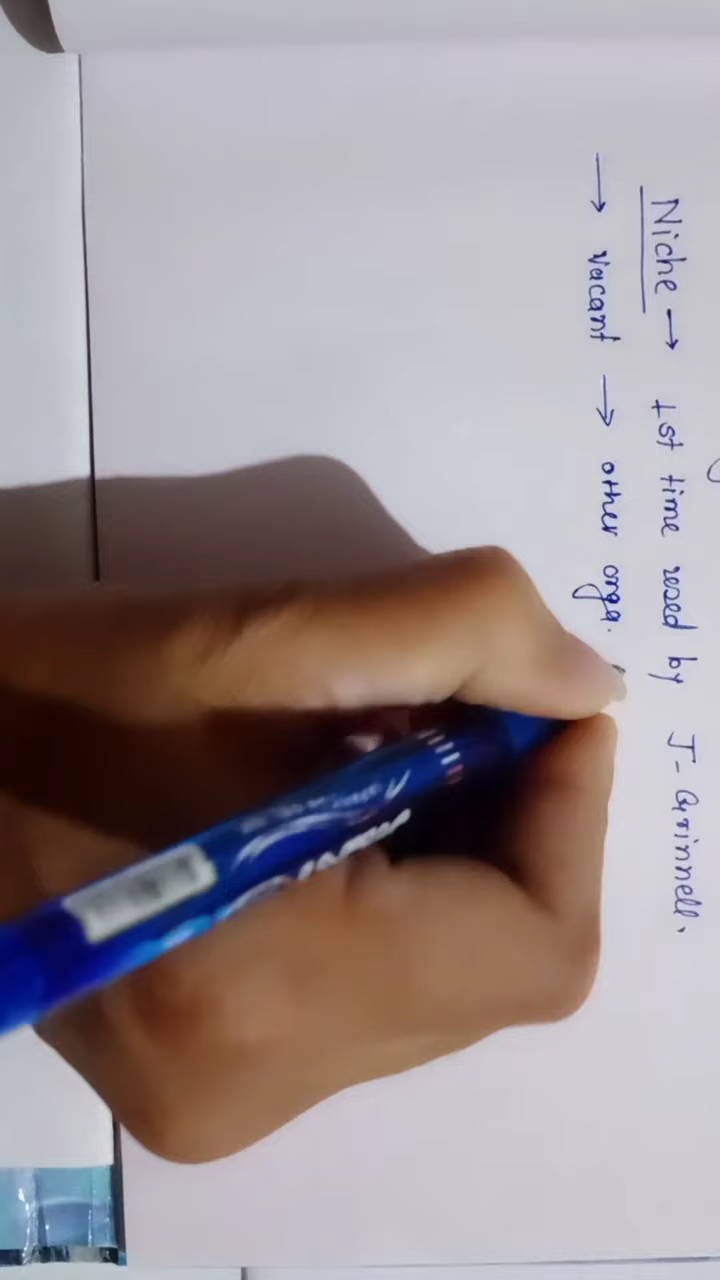 Niche → 1st time used by J-Grinnell.
→ vacant → other orga.